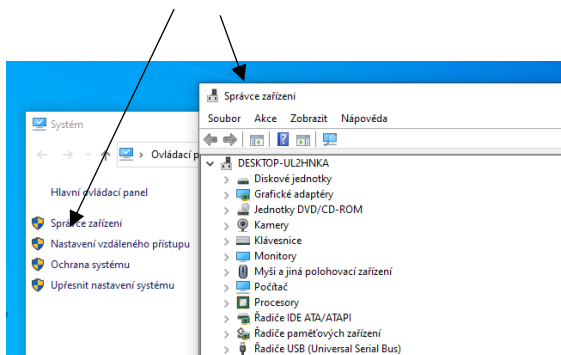 Systém
Ovládací p
Hlavní ovládací panel
Správce zařízení
Nastavení vzdáleného přístupu
Ochrana systému
Upřesnit nastavení systému
Správce zařízení
Soubor Akce Zobrazit Nápověda
DESKTOP-UL2HNKA
Diskové jednotky
Grafické adaptéry
Jednotky DVD/CD-ROM
Kamery
Klávesnice
Monitory
Myši a jiná polohovací zařízení
Počítač
Procesory
Řadiče IDE ATA/ATAPI
Řadiče paměťových zařízení
Řadiče USB (Universal Serial Bus)